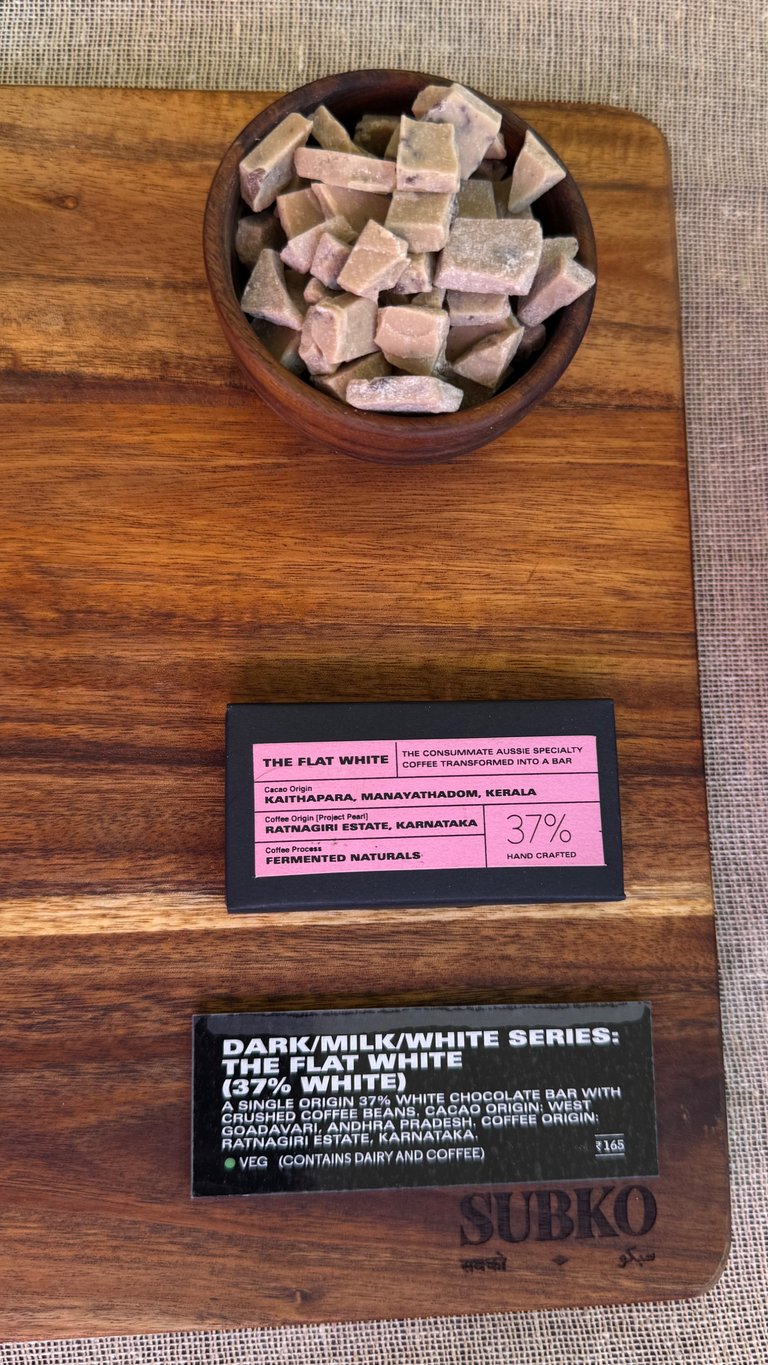 THE FLAT WHITE
THE CONSUMMATE AUSSIE SPECIALTY
COFFEE TRANSFORMED INTO A BAR
Cacao Origin
KAITHAPARA, MANAYATHADOM, KERALA
Coffee Origin [Project Pearl]
RATNAGIRI ESTATE, KARNATAKA
Coffee Process
FERMENTED NATURALS
37%
HAND CRAFTED
DARK/MILK/WHITE SERIES:
THE FLAT WHITE
(37% WHITE)
A SINGLE ORIGIN 37% WHITE CHOCOLATE BAR WITH
CRUSHED COFFEE BEANS. CACAO ORIGIN: WEST
GOADAVARI, ANDHRA PRADESH. COFFEE ORIGIN:
RATNAGIRI ESTATE, KARNATAKA.
VEG (CONTAINS DAIRY AND COFFEE)
₹165
SUBKO
सबको